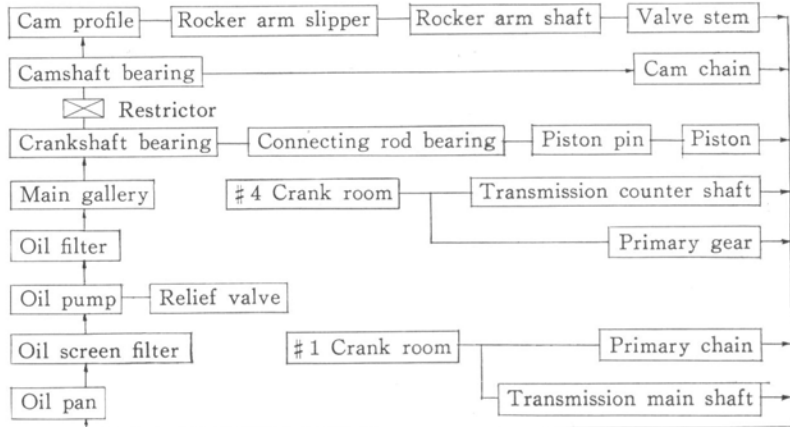 Cam profile Rocker arm slipper Rocker arm shaft Valve stem
Camshaft bearing Cam chain
Restrictor
Crankshaft bearing Connecting rod bearing Piston pin Piston
Main gallery #4 Crank room Transmission counter shaft
Oil filter Primary gear
Oil pump Relief valve
Oil screen filter #1 Crank room Primary chain
Oil pan Transmission main shaft